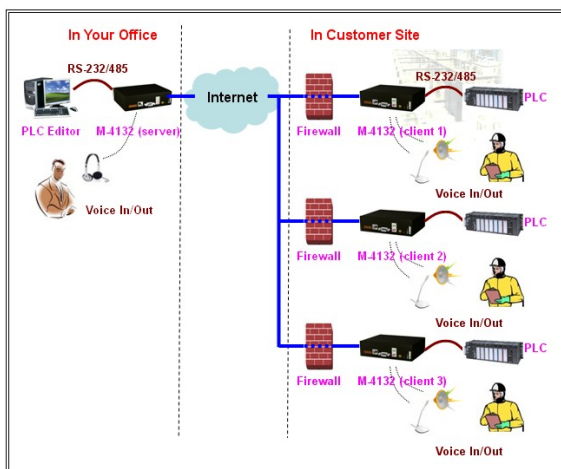 In Your Office
In Customer Site
RS-232/485
RS-232/485
Internet
PLC Editor
M-4132 (server)
Firewall
M-4132 (client 1)
PLC
Voice In/Out
Voice In/Out
Firewall
M-4132 (client 2)
PLC
Voice In/Out
Firewall
M-4132 (client 3)
PLC
Voice In/Out